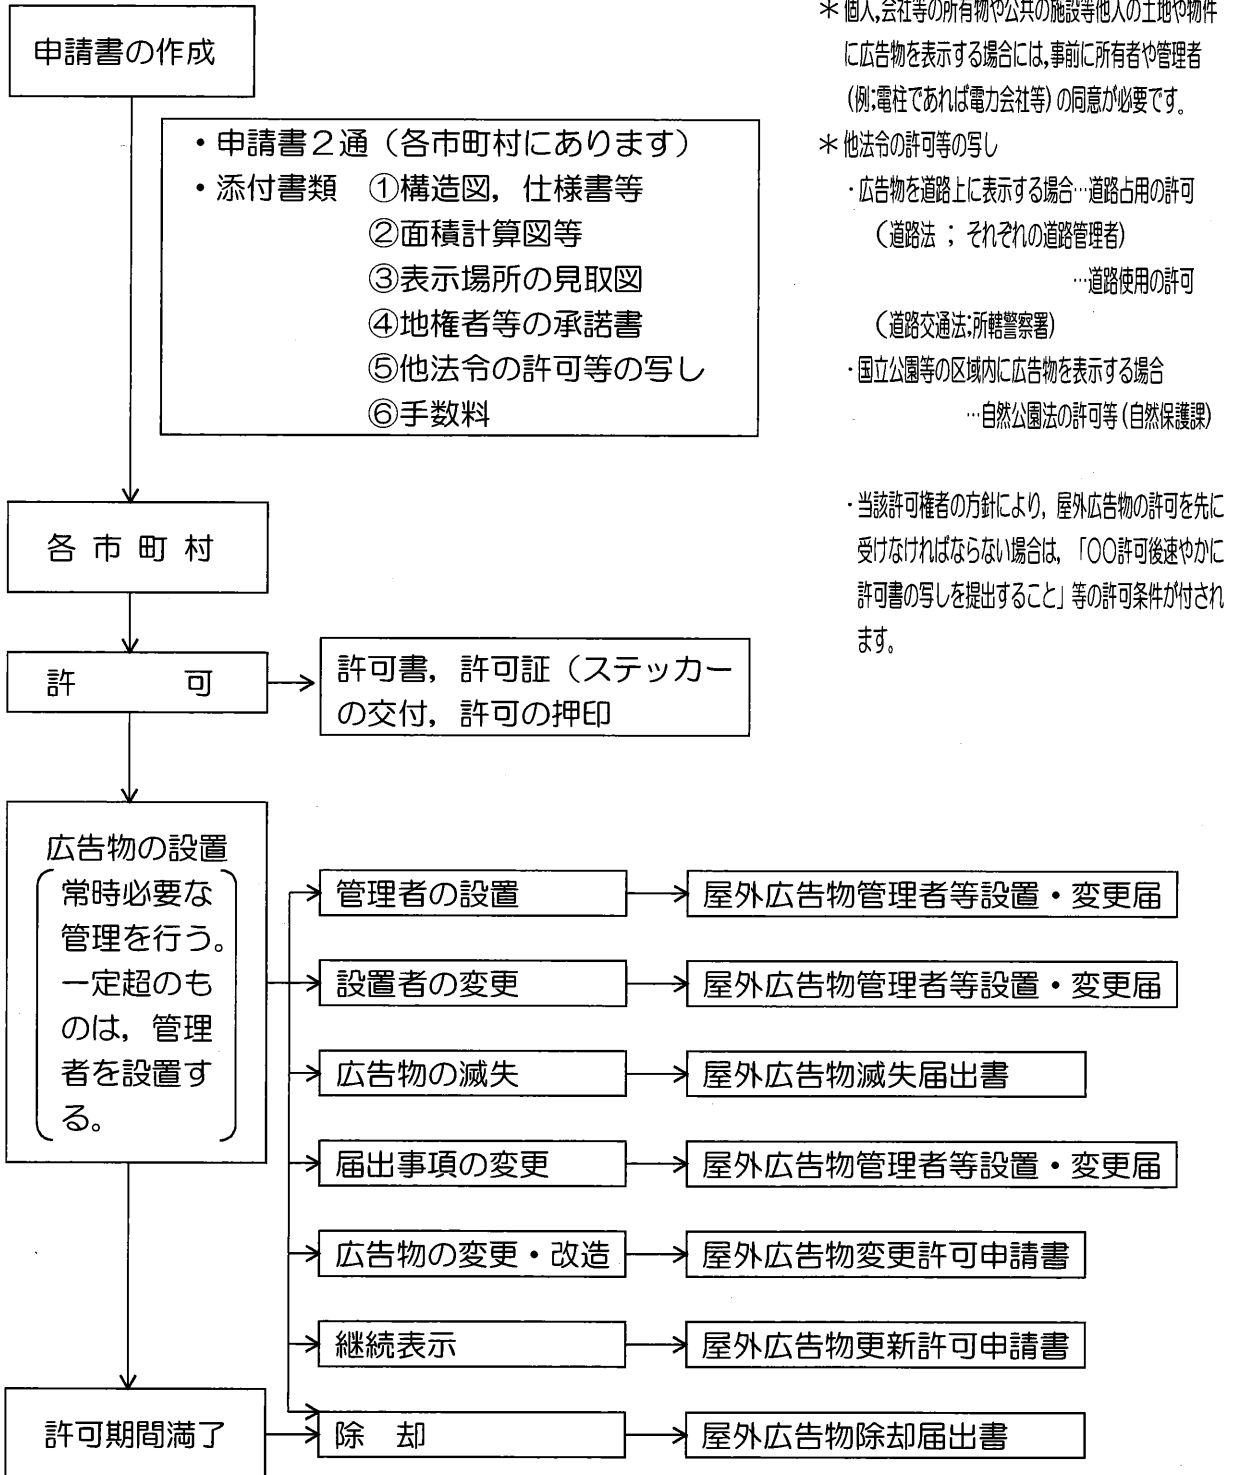 申請書の作成
・申請書２通（各市町村にあります）
・添付書類　①構造図，仕様書等
②面積計算図等
③表示場所の見取図
④地権者等の承諾書
⑤他法令の許可等の写し
⑥手数料
＊個人,会社等の所有物や公共の施設等他人の土地や物件
に広告物を表示する場合には,事前に所有者や管理者
(例;電柱であれば電力会社等)の同意が必要です。
＊他法令の許可等の写し
・広告物を道路上に表示する場合…道路占用の許可
（道路法；それぞれの道路管理者)
…道路使用の許可
（道路交通法;所轄警察署)
・国立公園等の区域内に広告物を表示する場合
…自然公園法の許可等(自然保護課)
・当該許可権者の方針により，屋外広告物の許可を先に
受けなければならない場合は，「〇〇許可後速やかに
許可書の写しを提出すること」等の許可条件が付され
ます。
各市町村
許　可
許可書，許可証（ステッカー
の交付，許可の押印
広告物の設置
常時必要な
管理を行う。
一定超のも
のは，管理
者を設置す
る。
管理者の設置
屋外広告物管理者等設置・変更届
設置者の変更
屋外広告物管理者等設置・変更届
広告物の滅失
屋外広告物滅失届出書
届出事項の変更
屋外広告物管理者等設置・変更届
広告物の変更・改造
屋外広告物変更許可申請書
継続表示
屋外広告物更新許可申請書
許可期間満了
除　却
屋外広告物除却届出書